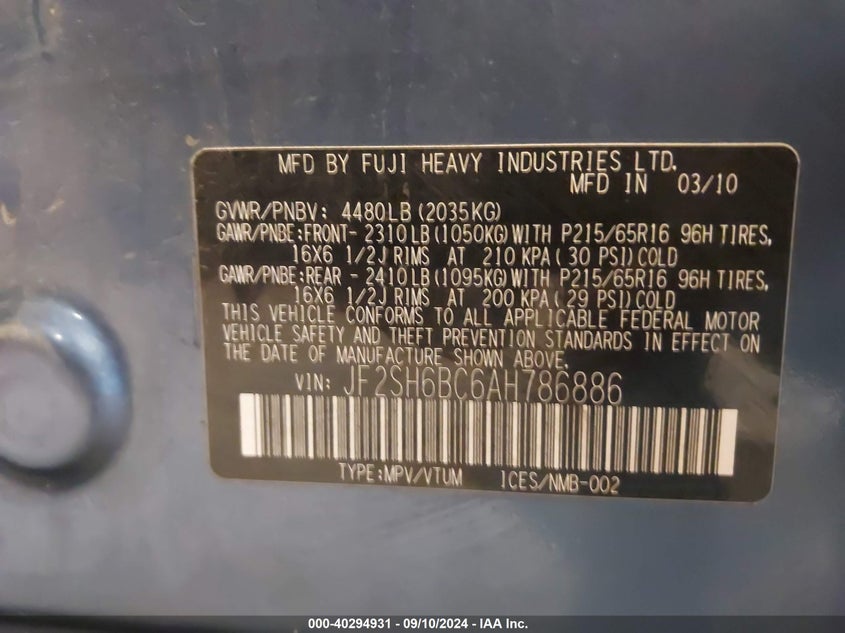 MFD BY FUJI HEAVY INDUSTRIES LTD.
MFD IN 03/10
GVWR/PNBV: 4480LB(2035KG)
GAWR/PNBE:FRONT- 2310LB(1050KG)WITH P215/65R16 96H TIRES,
16X6 1/2J RIMS AT 210 KPA(30 PSI)COLD
GAWR/PNBE:REAR - 2410LB(1095KG)WITH P215/65R16 96H TIRES,
16X6 1/2J RIMS AT 200 KPA(29 PSI)COLD
THIS VEHICLE CONFORMS TO ALL APPLICABLE FEDERAL MOTOR
VEHICLE SAFETY AND THEFT PREVENTION STANDARDS IN EFFECT ON
THE DATE OF MANUFACTURE SHOWN ABOVE.
VIN: JF2SH6BC6AH786886
TYPE:MPV/VTUM ICES/NMB-002
000-40294931 - 09/10/2024 - IAA Inc.